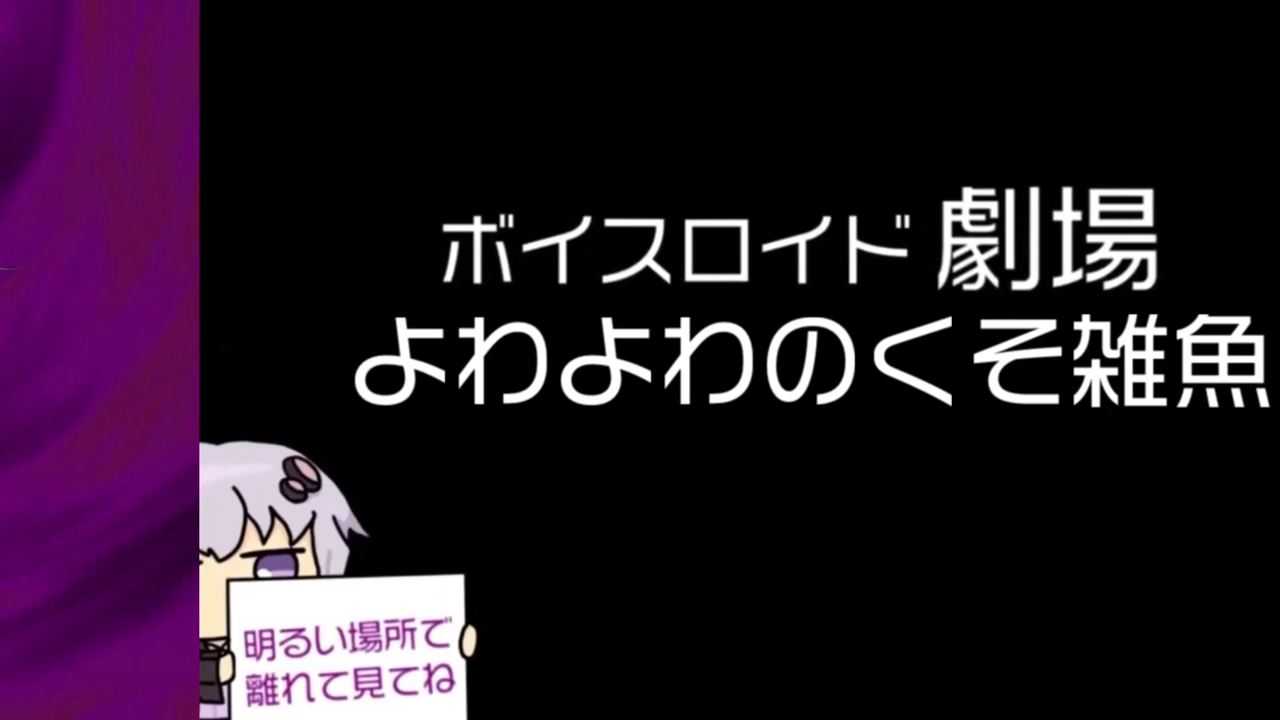 ボイスロイド劇場
よわよわのくそ雑魚
明るい場所で
離れて見てね